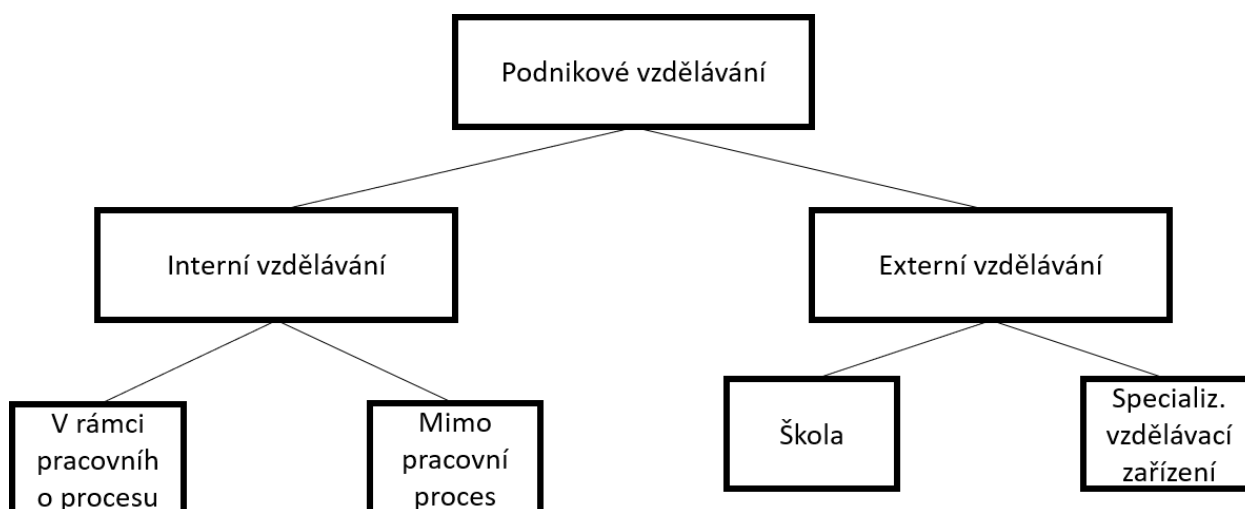 Podnikové vzdělávání
Interní vzdělávání
Externí vzdělávání
V rámci
pracovníh
o procesu
Mimo
pracovní
proces
Škola
Specializ.
vzdělávací
zařízení